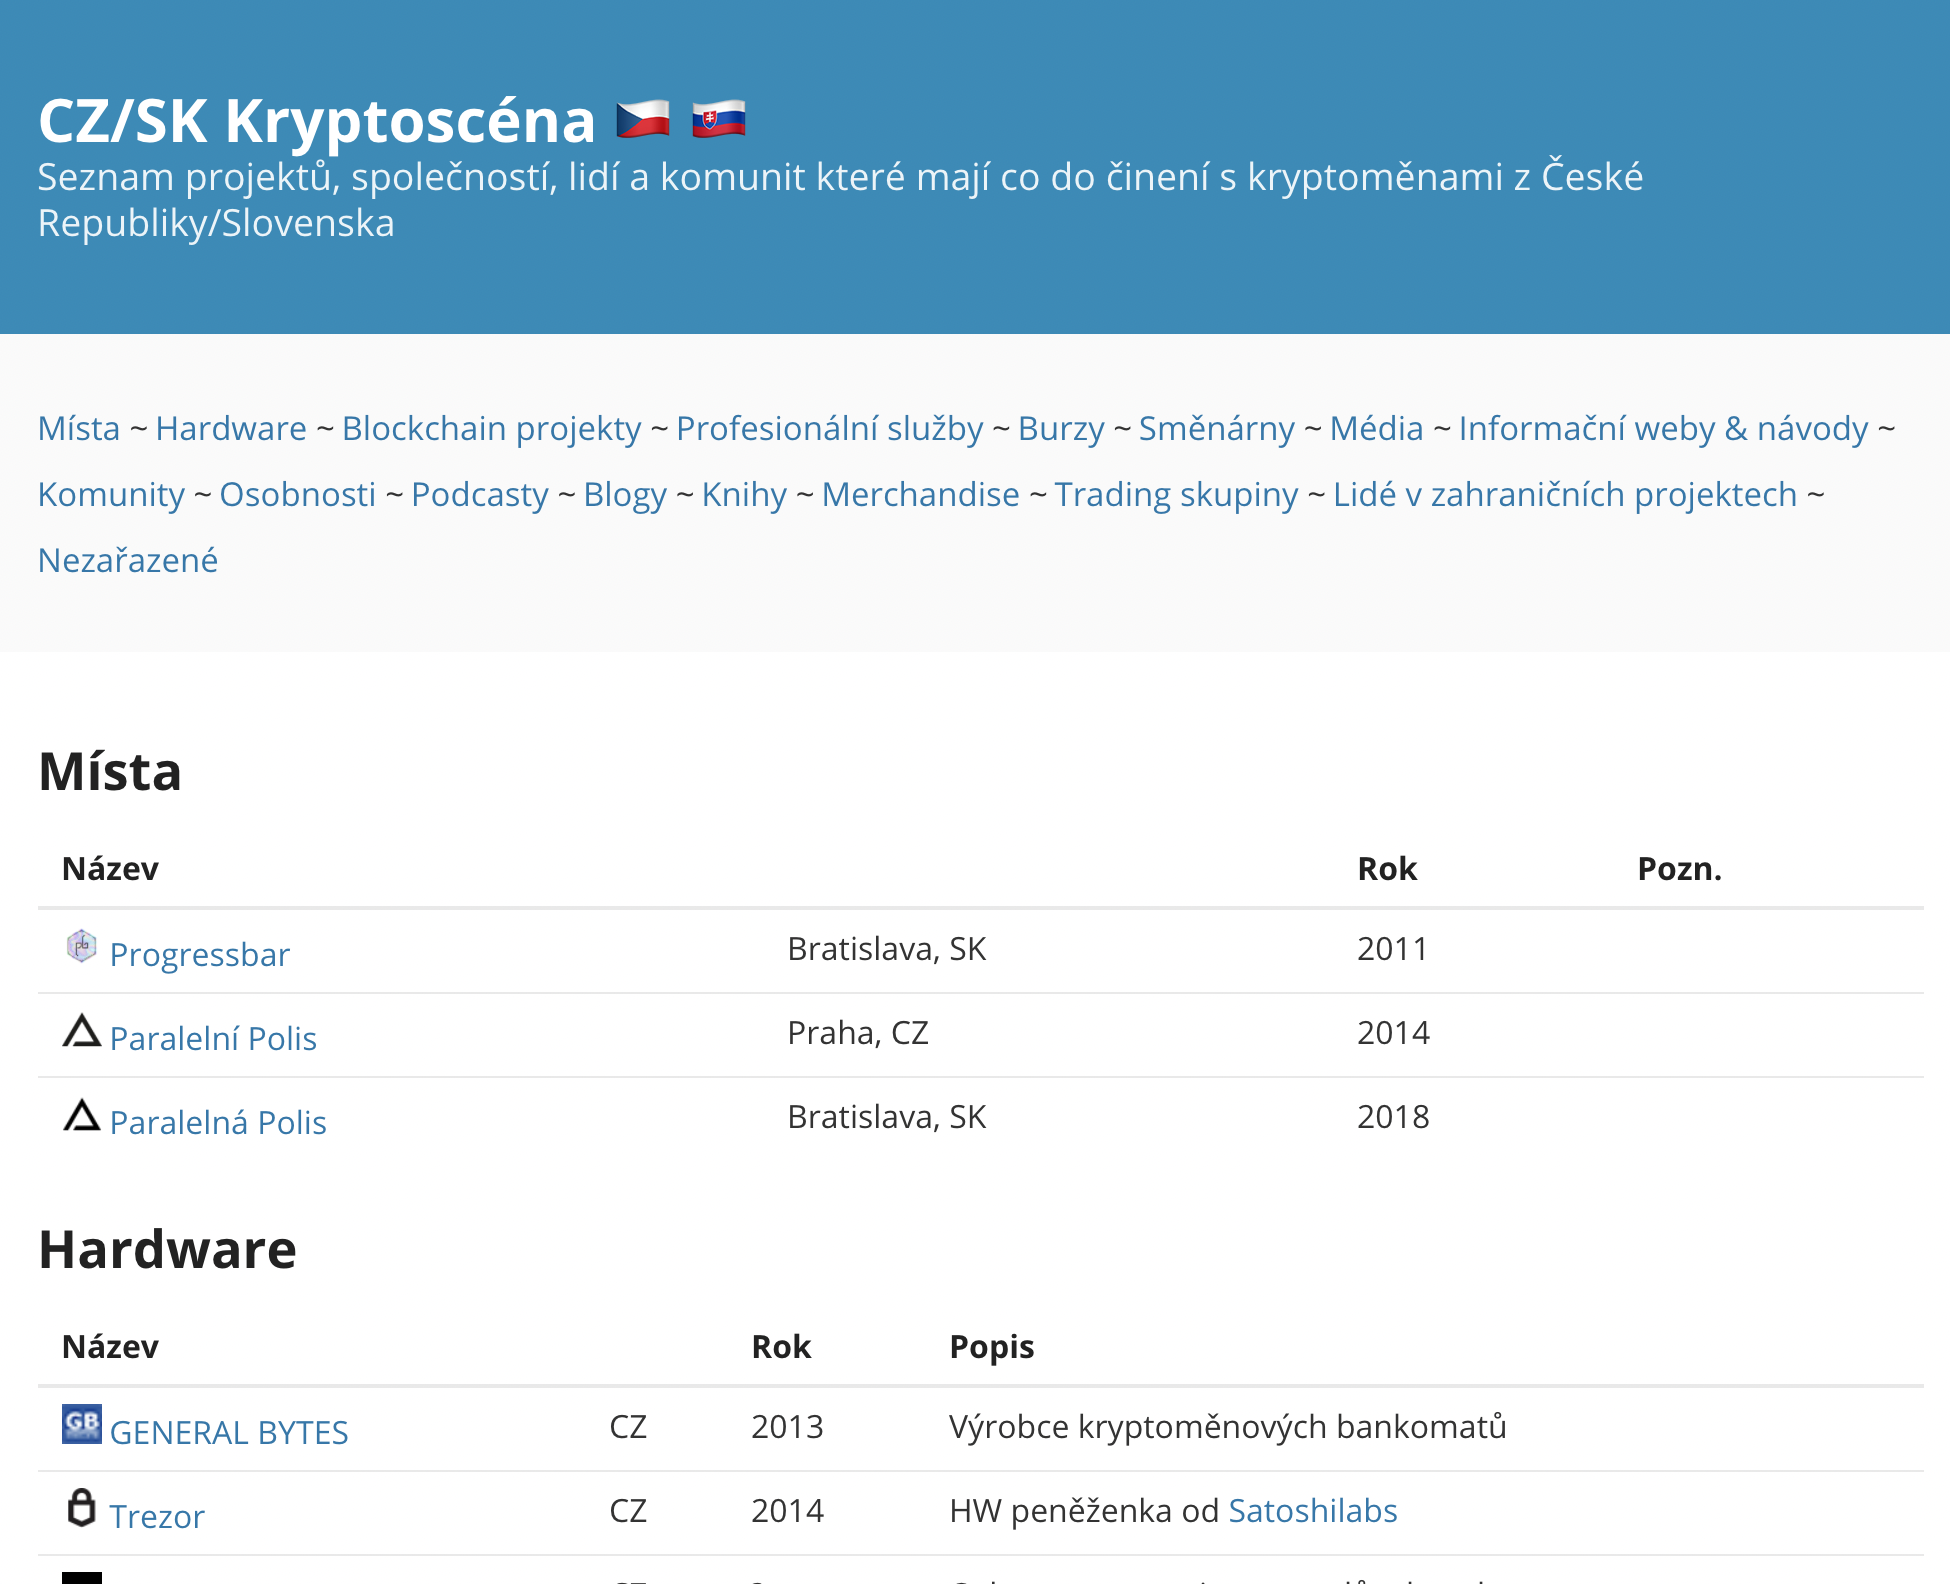 CZ/SK Kryptoscéna
Seznam projektů, společností, lidí a komunit které mají co do činení s kryptoměnami z České
Republiky/Slovenska
Místa ~ Hardware ~ Blockchain projekty ~ Profesionální služby ~ Burzy ~ Směnárny ~ Média ~ Informační weby & návody ~
Komunity ~ Osobnosti ~ Podcasty ~ Blogy ~ Knihy ~ Merchandise ~ Trading skupiny ~ Lidé v zahraničních projektech ~
Nezařazené
Místa
Název Rok Pozn.
pb Progressbar Bratislava, SK 2011
Paralelní Polis Praha, CZ 2014
Paralelná Polis Bratislava, SK 2018
Hardware
Název Rok Popis
GB GENERAL BYTES CZ 2013 Výrobce kryptoměnových bankomatů
Trezor CZ 2014 HW peněženka od Satoshilabs